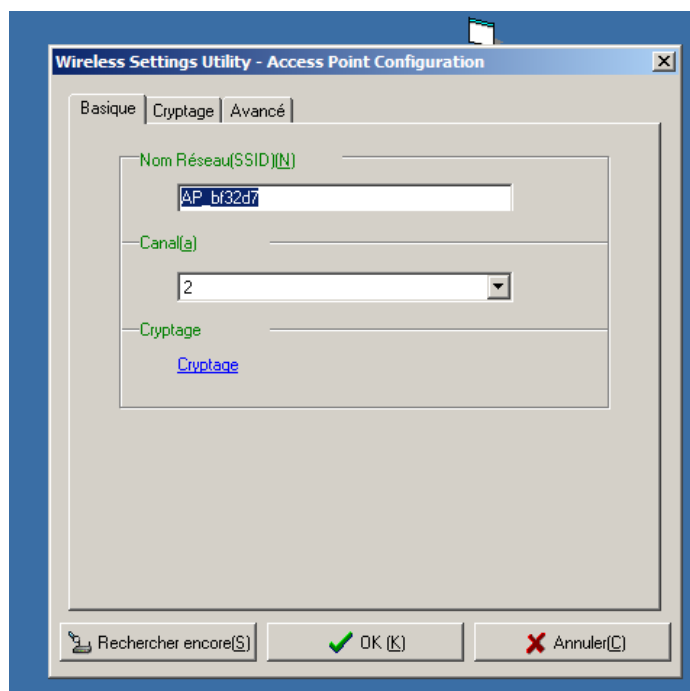 Wireless Settings Utility - Access Point Configuration
Basique Cryptage Avancé
Nom Réseau(SSID)(N)
AP_bf32d7
Canal(a)
2
Cryptage
Cryptage
Rechercher encore(S) OK (K) Annuler(C)